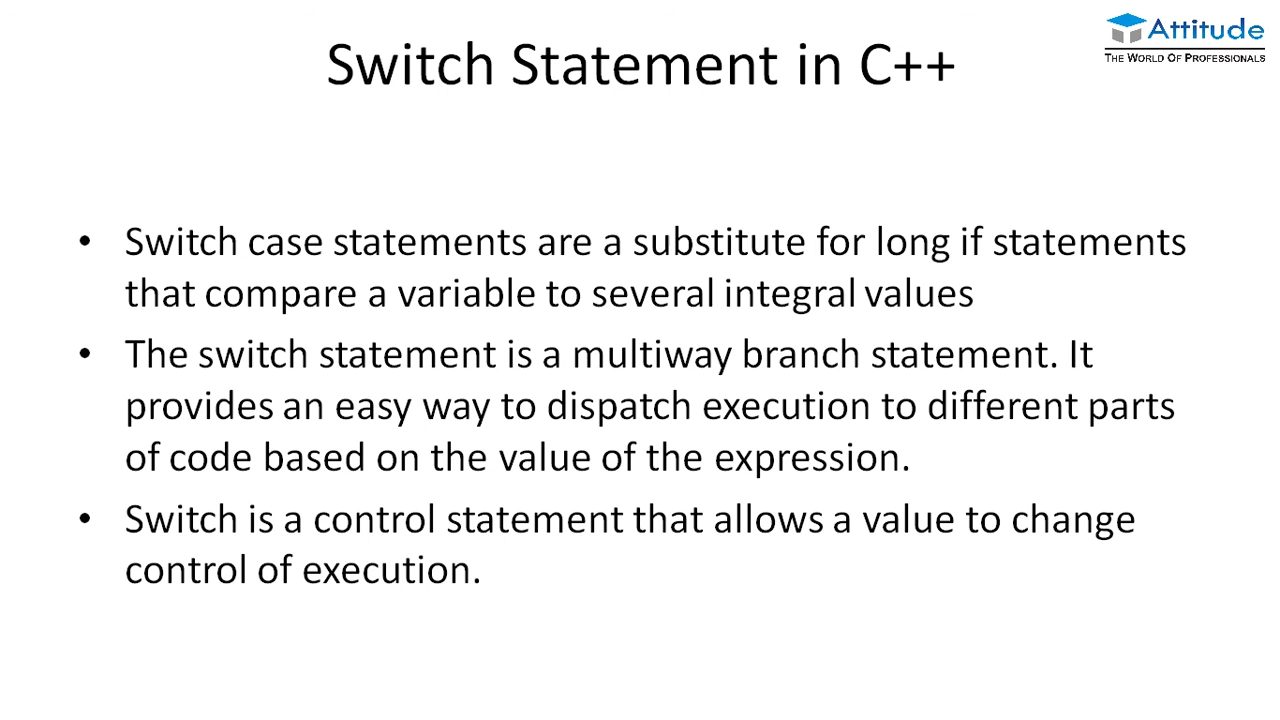 Attitude
THE WORLD OF PROFESSIONALS
Switch Statement in C++
• Switch case statements are a substitute for long if statements
that compare a variable to several integral values
• The switch statement is a multiway branch statement. It
provides an easy way to dispatch execution to different parts
of code based on the value of the expression.
• Switch is a control statement that allows a value to change
control of execution.